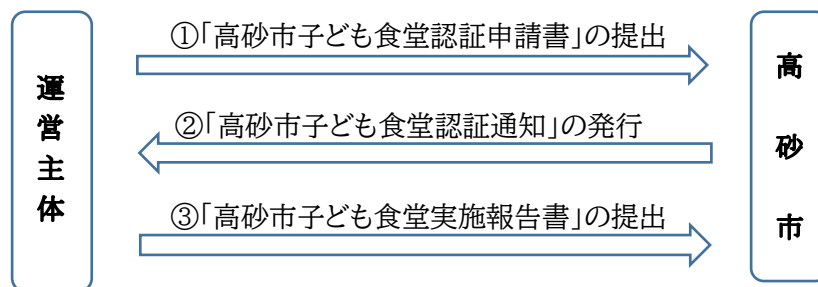 運営主体
①「高砂市子ども食堂認証申請書」の提出
②「高砂市子ども食堂認証通知」の発行
③「高砂市子ども食堂実施報告書」の提出
高砂市